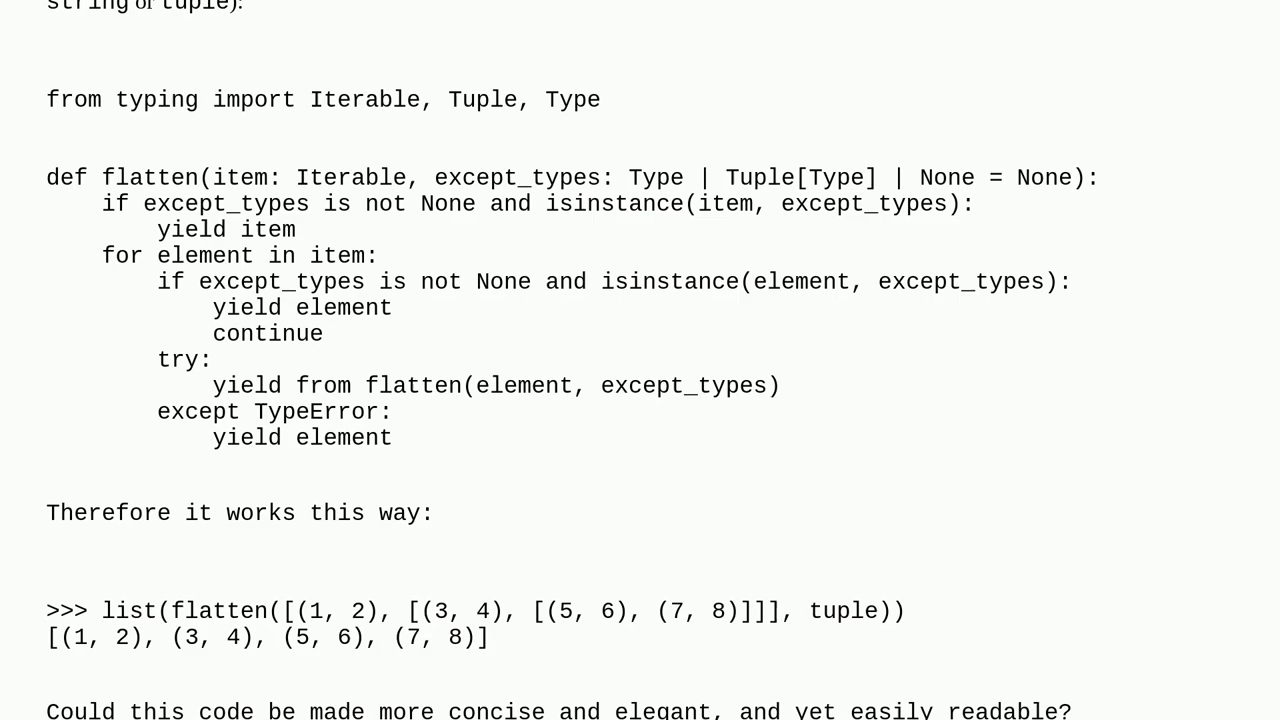 string or tuple):
from typing import Iterable, Tuple, Type
def flatten(item: Iterable, except_types: Type | Tuple[Type] | None = None):
    if except_types is not None and isinstance(item, except_types):
        yield item
    for element in item:
        if except_types is not None and isinstance(element, except_types):
            yield element
            continue
        try:
            yield from flatten(element, except_types)
        except TypeError:
            yield element
Therefore it works this way:
>>> list(flatten([(1, 2), [(3, 4), [(5, 6), (7, 8)]]], tuple))
[(1, 2), (3, 4), (5, 6), (7, 8)]
Could this code be made more concise and elegant, and yet easily readable?